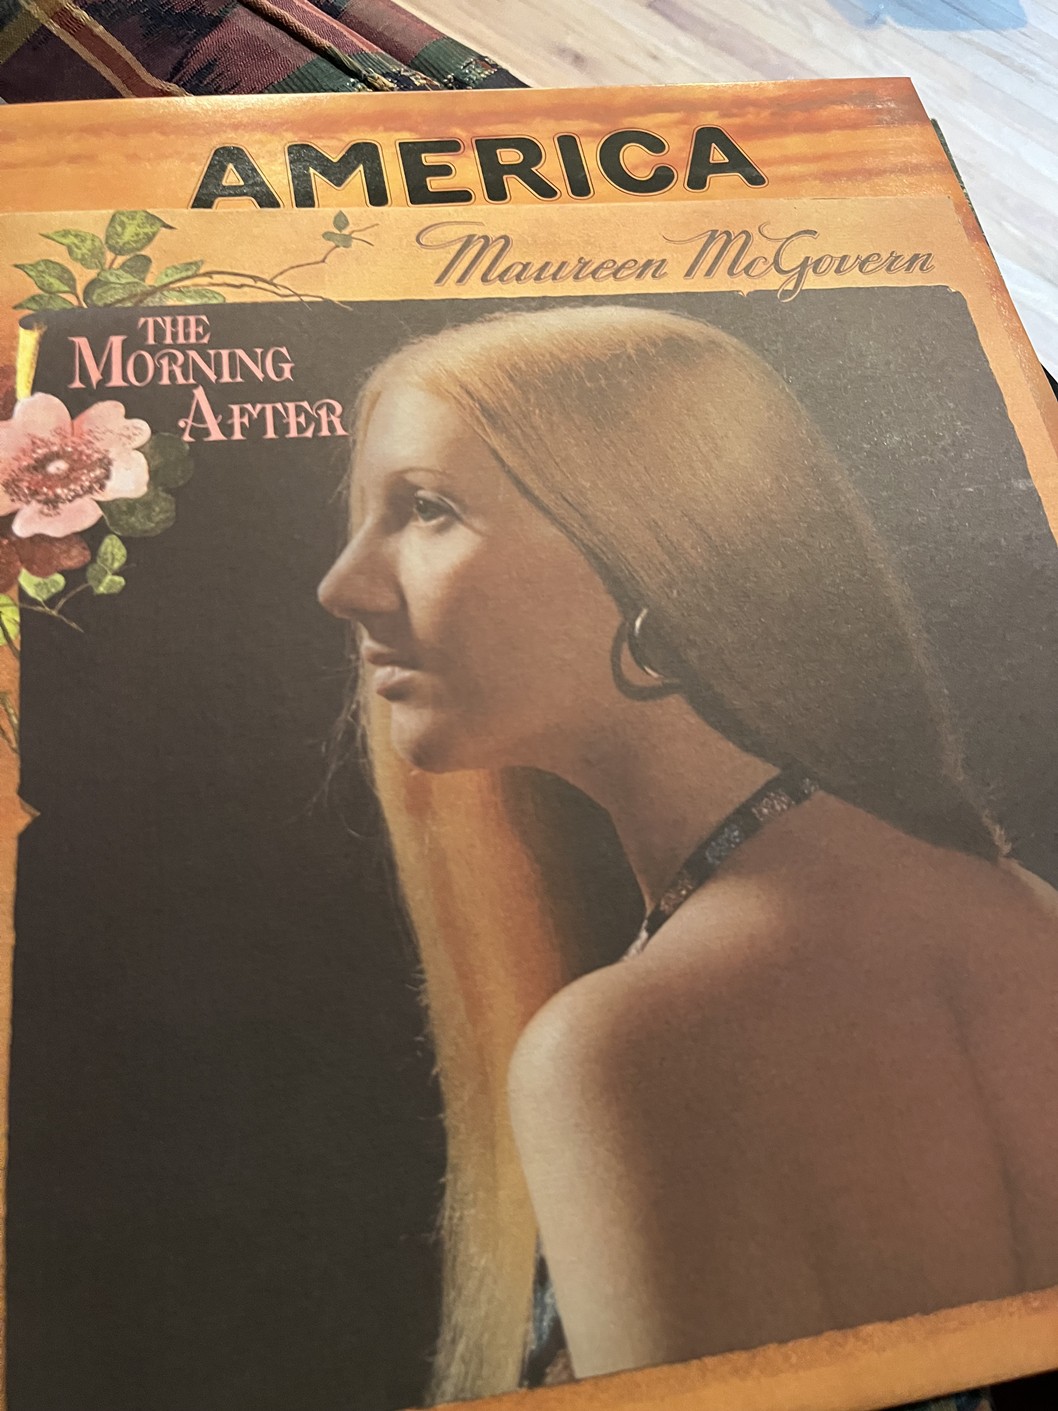 AMERICA
Maureen McGovern
THE
MORNING
AFTER